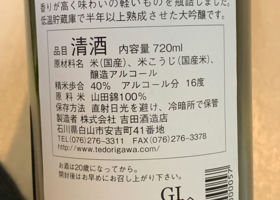 香りが高く味わいの軽いものを瓶詰しました。
低温貯蔵庫で半年以上熟成させた大吟醸です。
品目 清酒 内容量 720ml
原材料名 米(国産)、米こうじ(国産米)、
醸造アルコール
精米歩合 40% アルコール分 16度
原料米 山田錦100%
保存方法 直射日光を避け、冷暗所で保管
製造者 株式会社 吉田酒造店
石川県白山市安吉町41番地
TEL(076)276-3311
FAX(076)276-3378
http://www.tedorigawa.com
お酒は20歳になってから。
開封後はお早めにお召し上がり下さい。
GI